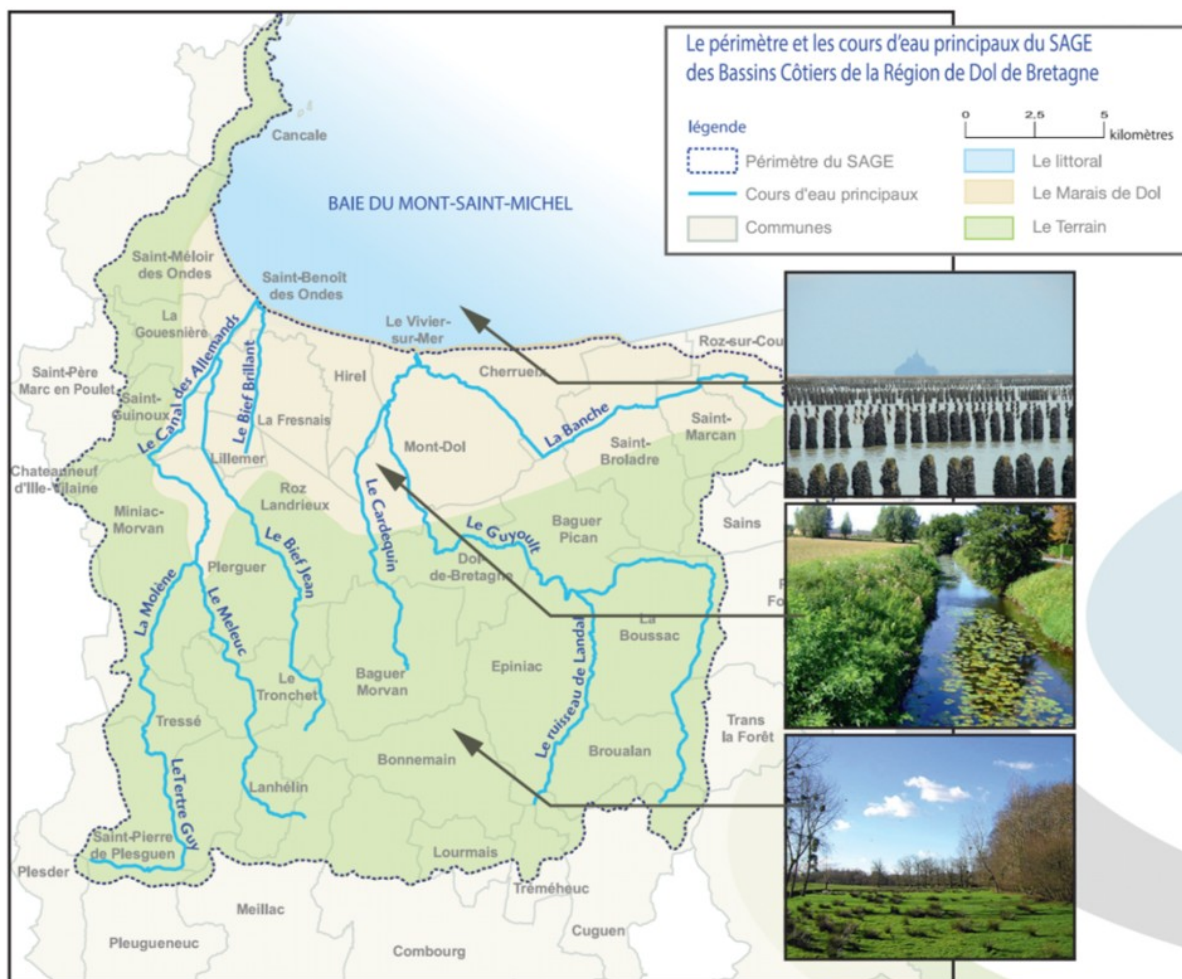 Le périmètre et les cours d'eau principaux du SAGE
des Bassins Côtiers de la Région de Dol de Bretagne
légende
0 2.5 5
kilomètres
Périmètre du SAGE
Cours d'eau principaux
Communes
Le littoral
Le Marais de Dol
Le Terrain
Cancale
BAIE DU MONT-SAINT-MICHEL
Saint-Méloir
des Ondes
Saint-Benoît
des Ondes
La
Gouesnière
Le Vivier-
sur-Mer
Cherrueix
Roz-sur-Cou
Saint-Père
Marc en Poulet
Hirel
Saint-
Guinoux
Le Canal des Allemands
Le Bief Brillant
La Fresnais
Mont-Dol
La Banche
Saint-
Marcan
Saint-
Broladre
Lillemer
Chateauneuf
d'Ille-Vilaine
Roz
Landrieux
Miniac-
Morvan
Le Cardequin
Le Guyoult
Baguer
Pican
Sains
Le Bief Jean
Dol-
de-Bretagne
Plerguer
La Molène
Le Meleuc
La
Boussac
Epiniac
Le
Tronchet
Baguer
Morvan
Le ruisseau de Landal
Tressé
Trans
la Forêt
Broualan
Bonnemain
Lanhélin
LeTertre Guy
Saint-Pierre
de Plesguen
Lourmais
Plesder
Tréméheuc
Meillac
Cuguen
Pleugueneuc
Combourg